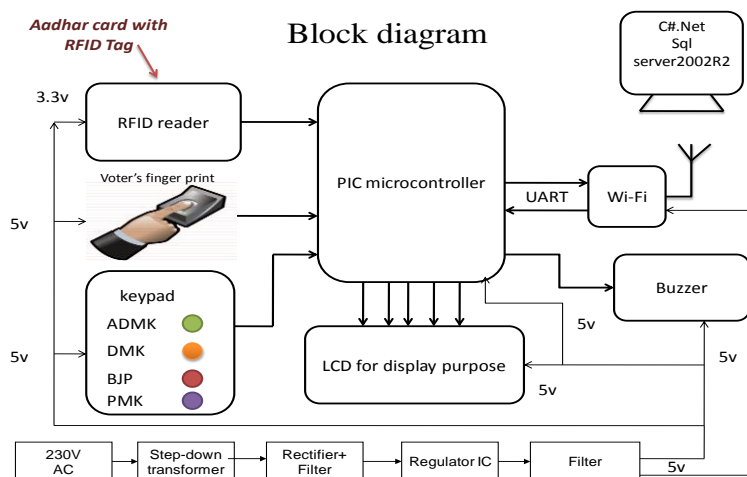 Aadhar card with
RFID Tag
Block diagram
C#.Net
Sql
server2002R2
3.3v
RFID reader
Voter's finger print
PIC microcontroller
UART
Wi-Fi
5v
keypad
ADMK
DMK
BJP
PMK
Buzzer
5v
5v
5v
LCD for display purpose
5v
230V
AC
Step-down
transformer
Rectifier+
Filter
Regulator IC
Filter
5v